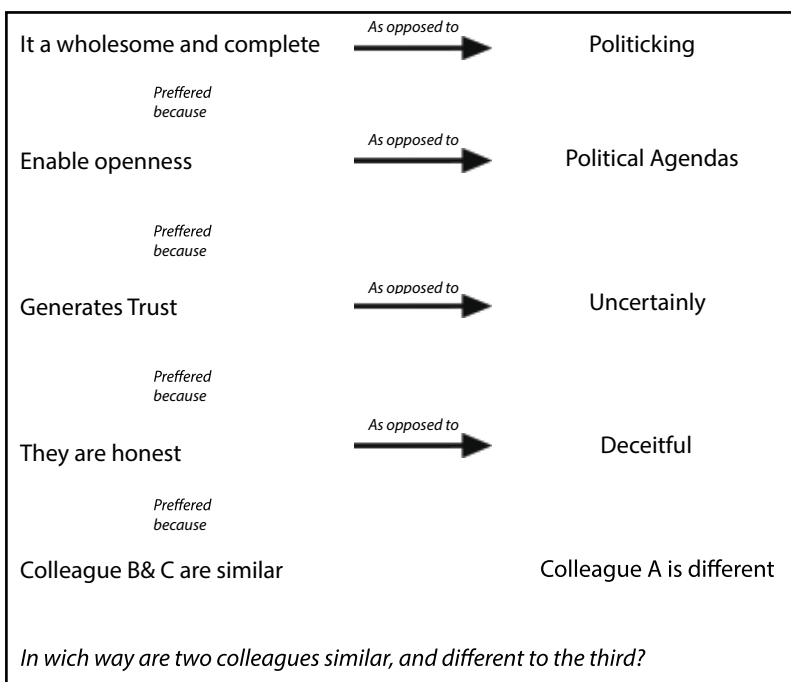 As opposed to
It a wholesome and complete Politicking
Preffered
because
As opposed to
Enable openness Political Agendas
Preffered
because
As opposed to
Generates Trust Uncertainly
Preffered
because
As opposed to
They are honest Deceitful
Preffered
because
Colleague B& C are similar Colleague A is different
In wich way are two colleagues similar, and different to the third?